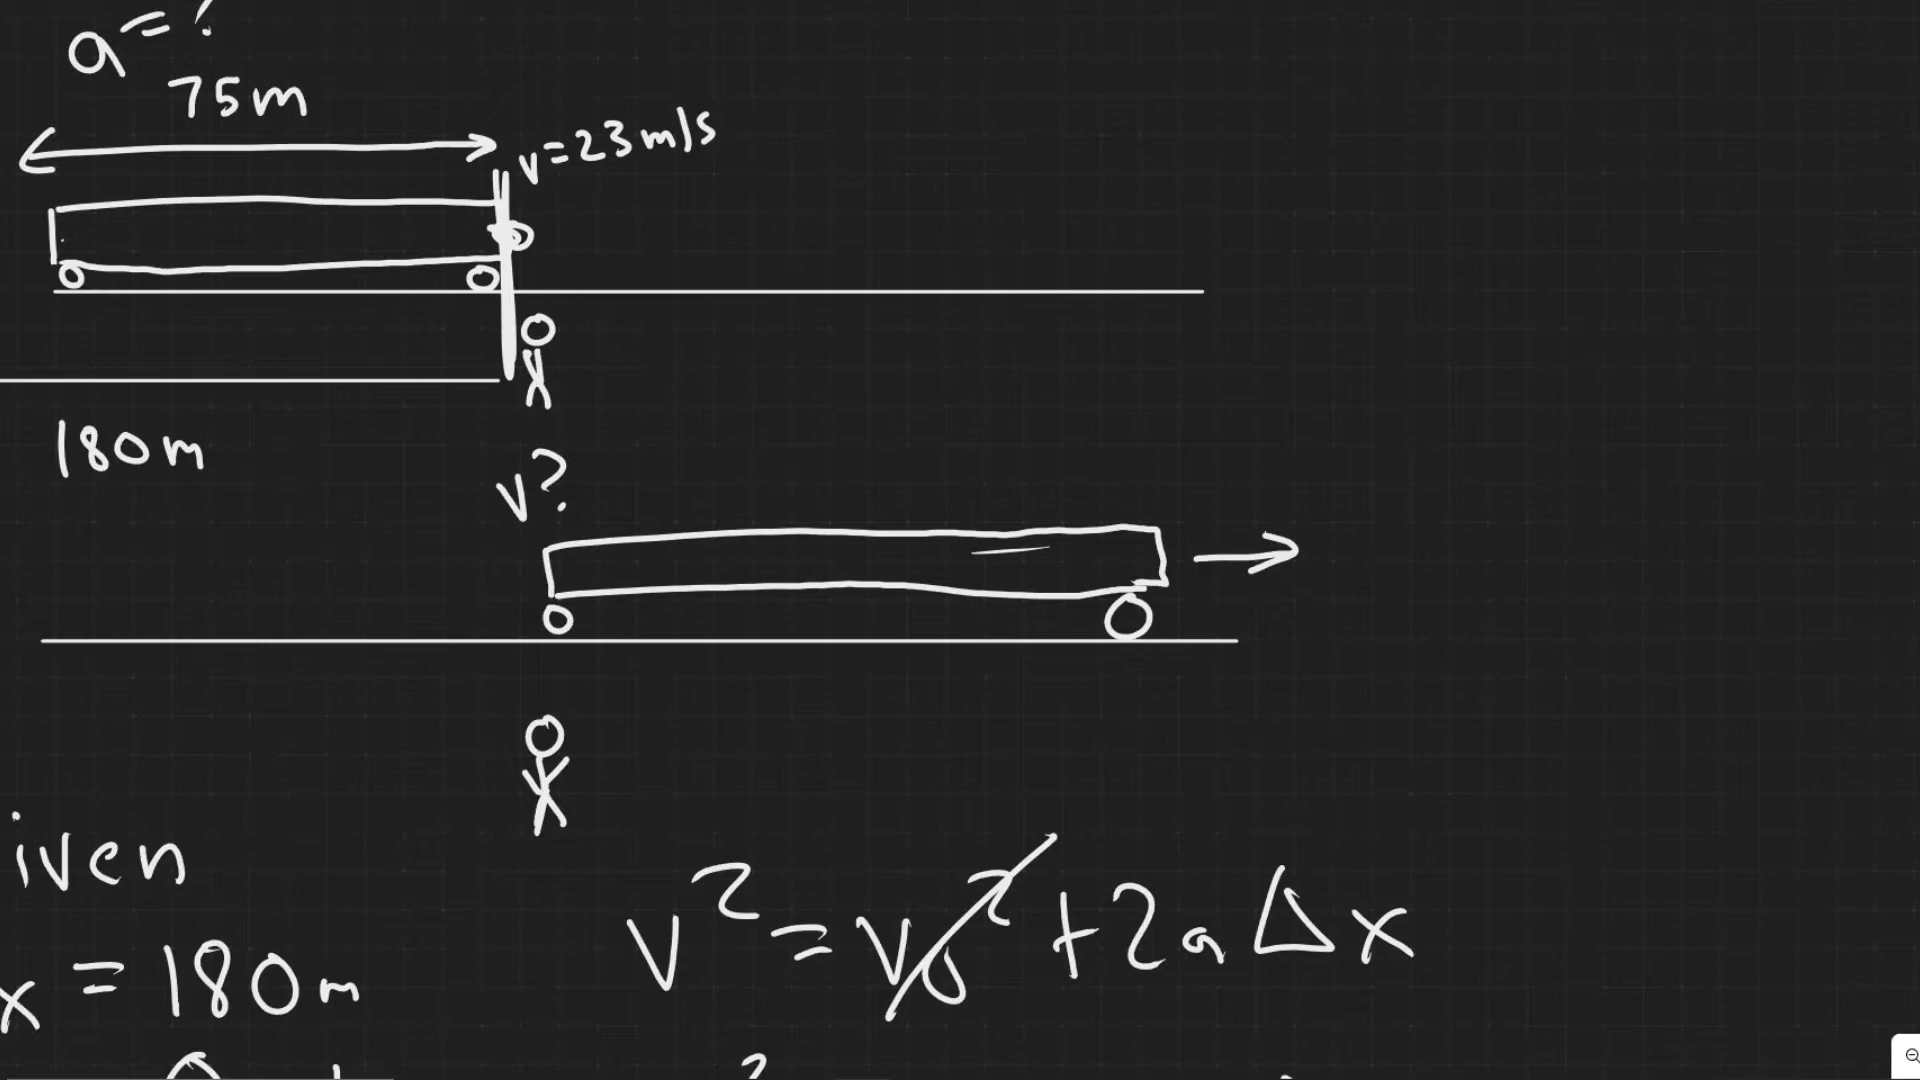 a=?
75m
v=23m/s
180m
v?
iven
x = 180m
v²=v₀²+2aΔx